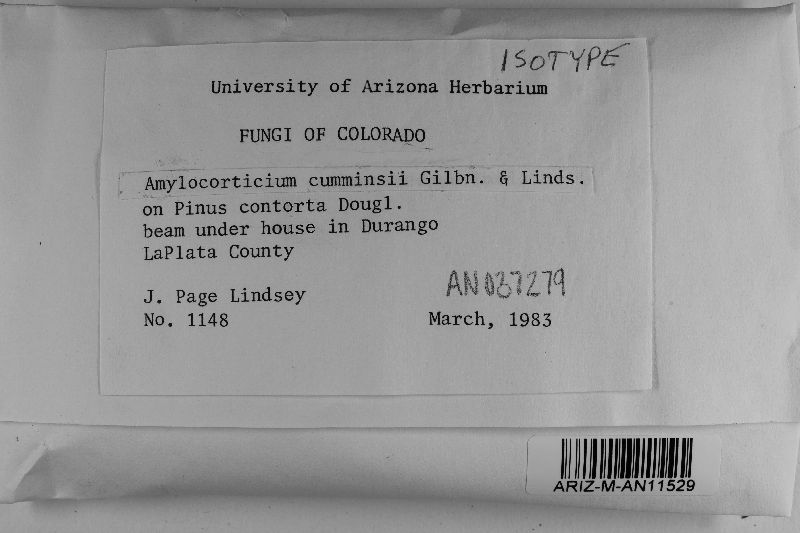 ISOTYPE
University of Arizona Herbarium
FUNGI OF COLORADO
Amylocorticium cumminsii Gilbn. & Linds.
on Pinus contorta Dougl.
beam under house in Durango
LaPlata County
J. Page Lindsey
AN037279
No. 1148
March, 1983
ARIZ-M-AN11529